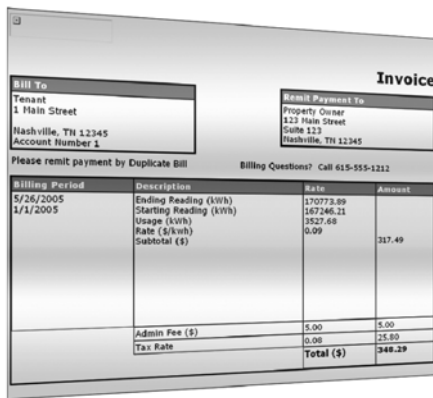 Invoice
Bill To
Tenant
1 Main Street
Nashville, TN 12345
Account Number 1
Remit Payment To
Property Owner
123 Main Street
Suite 123
Nashville, TN 12345
Please remit payment by Duplicate Bill
Billing Questions? Call 615-555-1212
Billing Period Description Rate Amount
5/26/2005 Ending Reading (kWh) 170773.89
1/1/2005 Starting Reading (kWh) 167246.21
Usage (kWh) 3527.68
Rate ($/kwh) 0.09
Subtotal ($) 317.49
Admin Fee ($) 5.00 5.00
Tax Rate 0.08 25.80
Total ($) 348.29